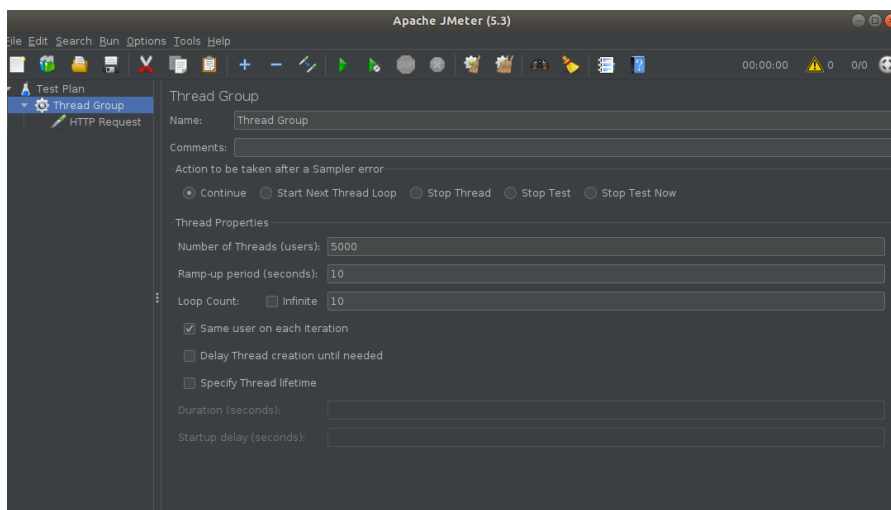 Apache JMeter (5.3)
File Edit Search Run Options Tools Help
00:00:00 0 0/0
Test Plan
Thread Group
HTTP Request
Thread Group
Name: Thread Group
Comments:
Action to be taken after a Sampler error
Continue Start Next Thread Loop Stop Thread Stop Test Stop Test Now
Thread Properties
Number of Threads (users): 5000
Ramp-up period (seconds): 10
Loop Count: Infinite 10
Same user on each iteration
Delay Thread creation until needed
Specify Thread lifetime
Duration (seconds):
Startup delay (seconds):